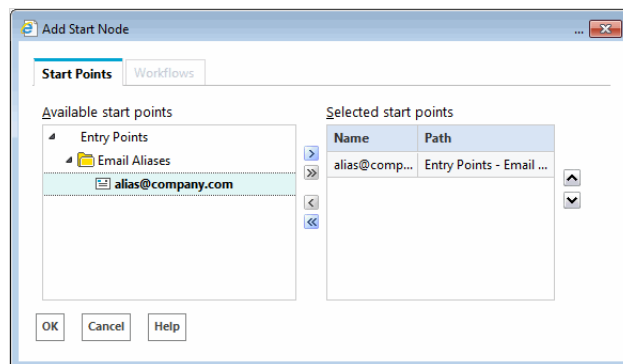 Add Start Node
...
Start Points Workflows
Available start points
Entry Points
Email Aliases
alias@company.com
Selected start points
Name Path
alias@comp... Entry Points - Email ...
OK Cancel Help